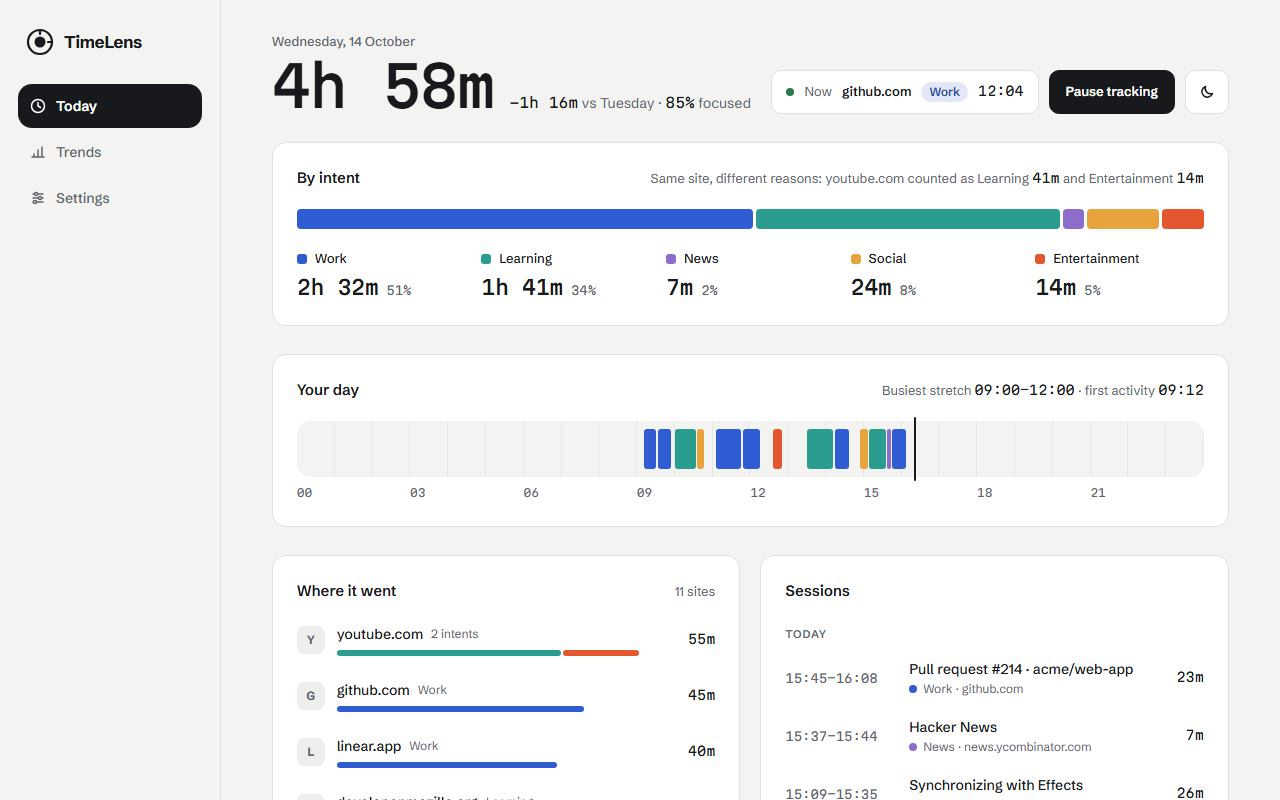 TimeLens
Today
Trends
Settings
Wednesday, 14 October
4h 58m −1h 16m vs Tuesday · 85% focused
Now github.com Work 12:04
Pause tracking
By intent
Same site, different reasons: youtube.com counted as Learning 41m and Entertainment 14m
Work
2h 32m 51%
Learning
1h 41m 34%
News
7m 2%
Social
24m 8%
Entertainment
14m 5%
Your day
Busiest stretch 09:00–12:00 · first activity 09:12
00 03 06 09 12 15 18 21
Where it went
11 sites
Y youtube.com 2 intents 55m
G github.com Work 45m
L linear.app Work 40m
Sessions
TODAY
15:45–16:08 Pull request #214 · acme/web-app 23m
Work · github.com
15:37–15:44 Hacker News 7m
News · news.ycombinator.com
15:09–15:35 Synchronizing with Effects 26m